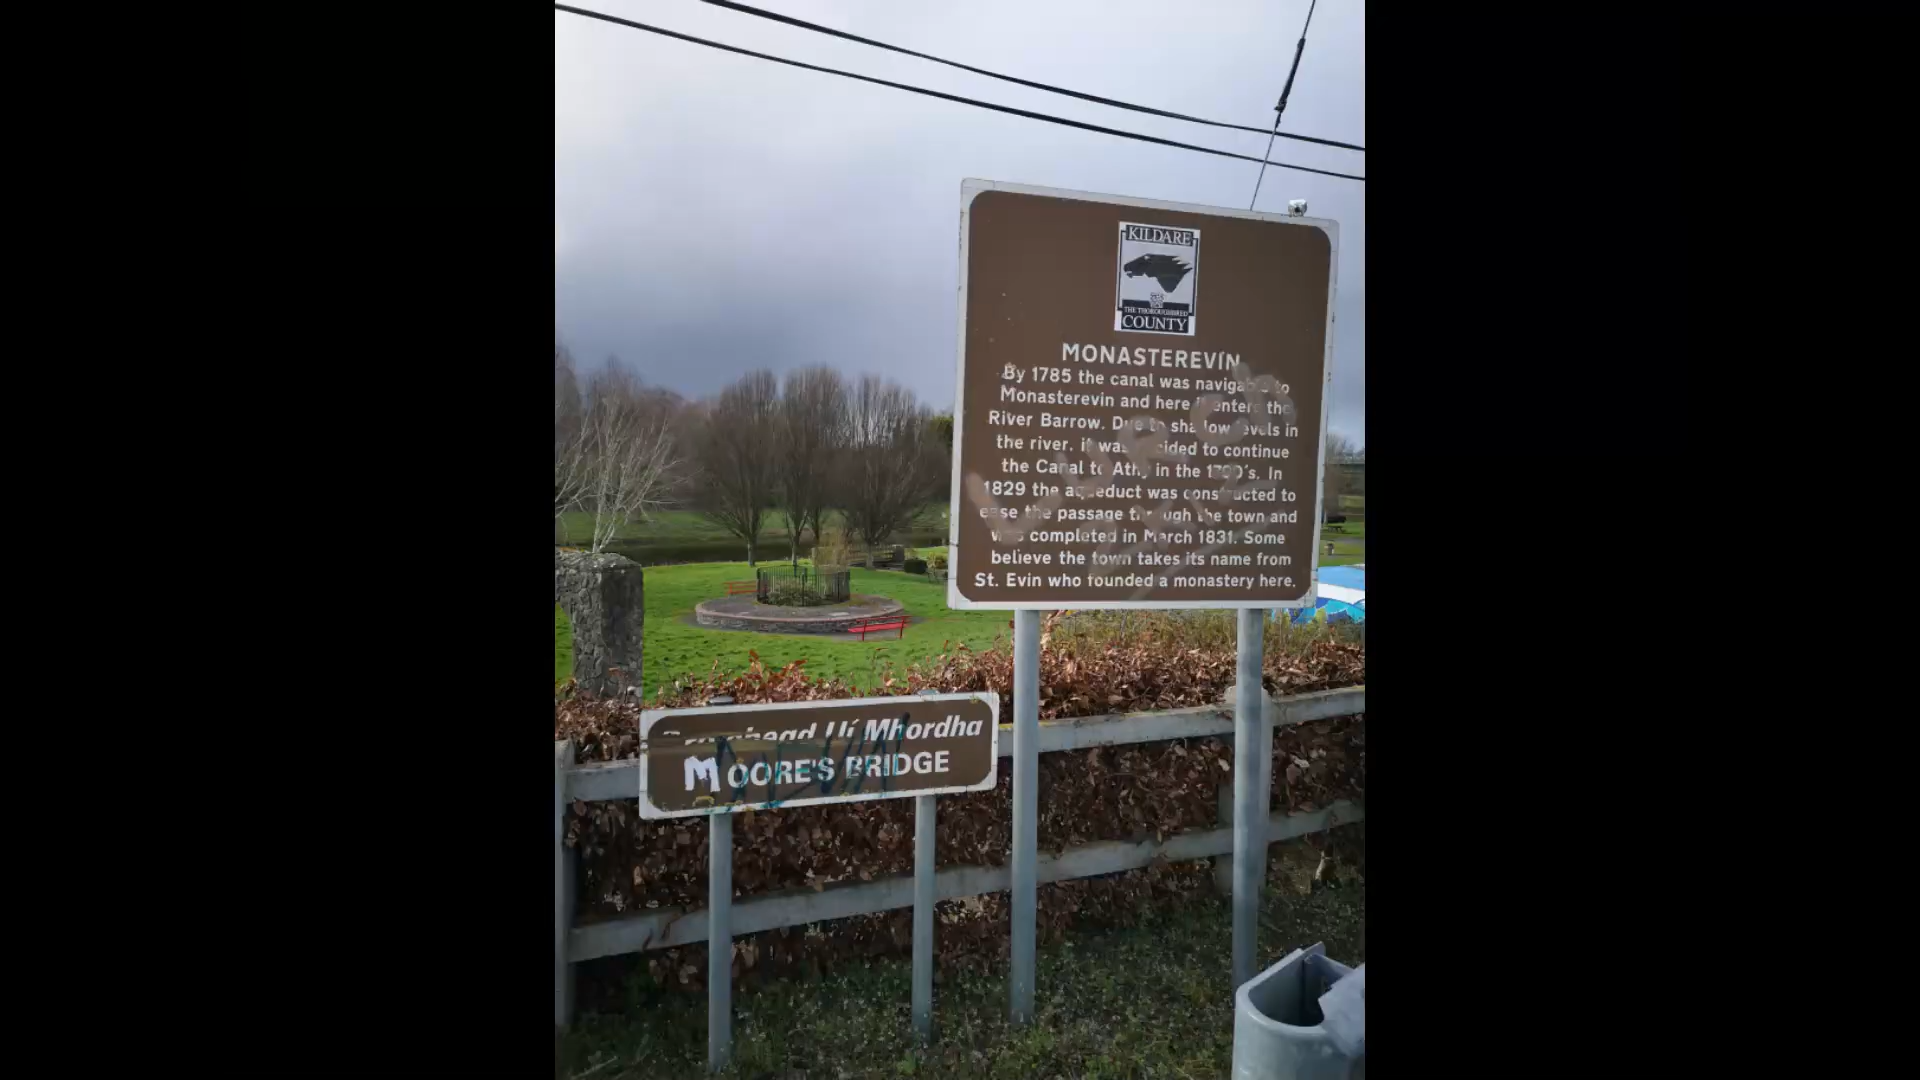 KILDARE
THE THOROUGHBRED
COUNTY
MONASTEREVIN
By 1785 the canal was navigable to
Monasterevin and here it enters the
River Barrow. Due to shallow levels in
the river, it was decided to continue
the Canal to Athy in the 1790's. In
1829 the aqueduct was constructed to
ease the passage through the town and
was completed in March 1831. Some
believe the town takes its name from
St. Evin who founded a monastery here.
Uí Mhordha
MOORE'S BRIDGE